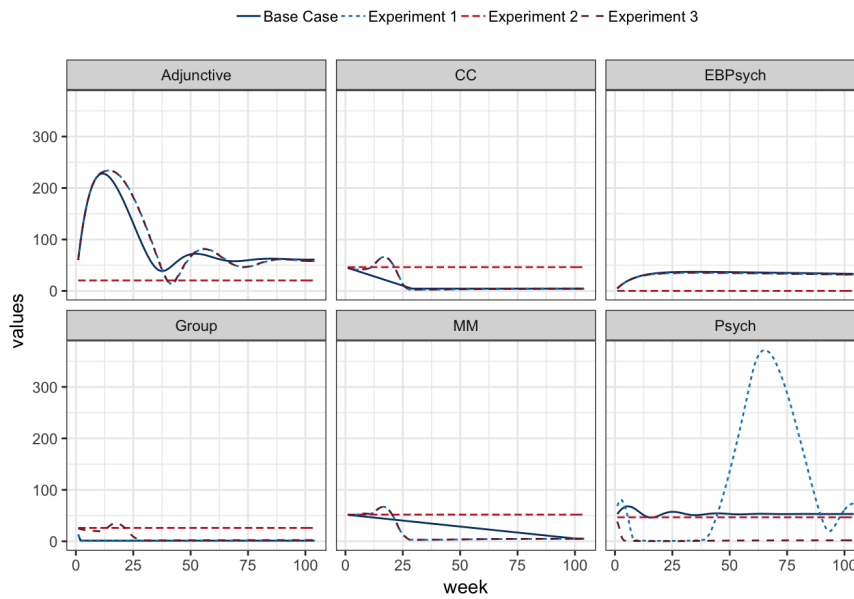 Base Case Experiment 1 Experiment 2 Experiment 3
Adjunctive CC EBPsych
300
200
100
0
Group MM Psych
300
200
100
0
values
0 25 50 75 100 0 25 50 75 100 0 25 50 75 100
week